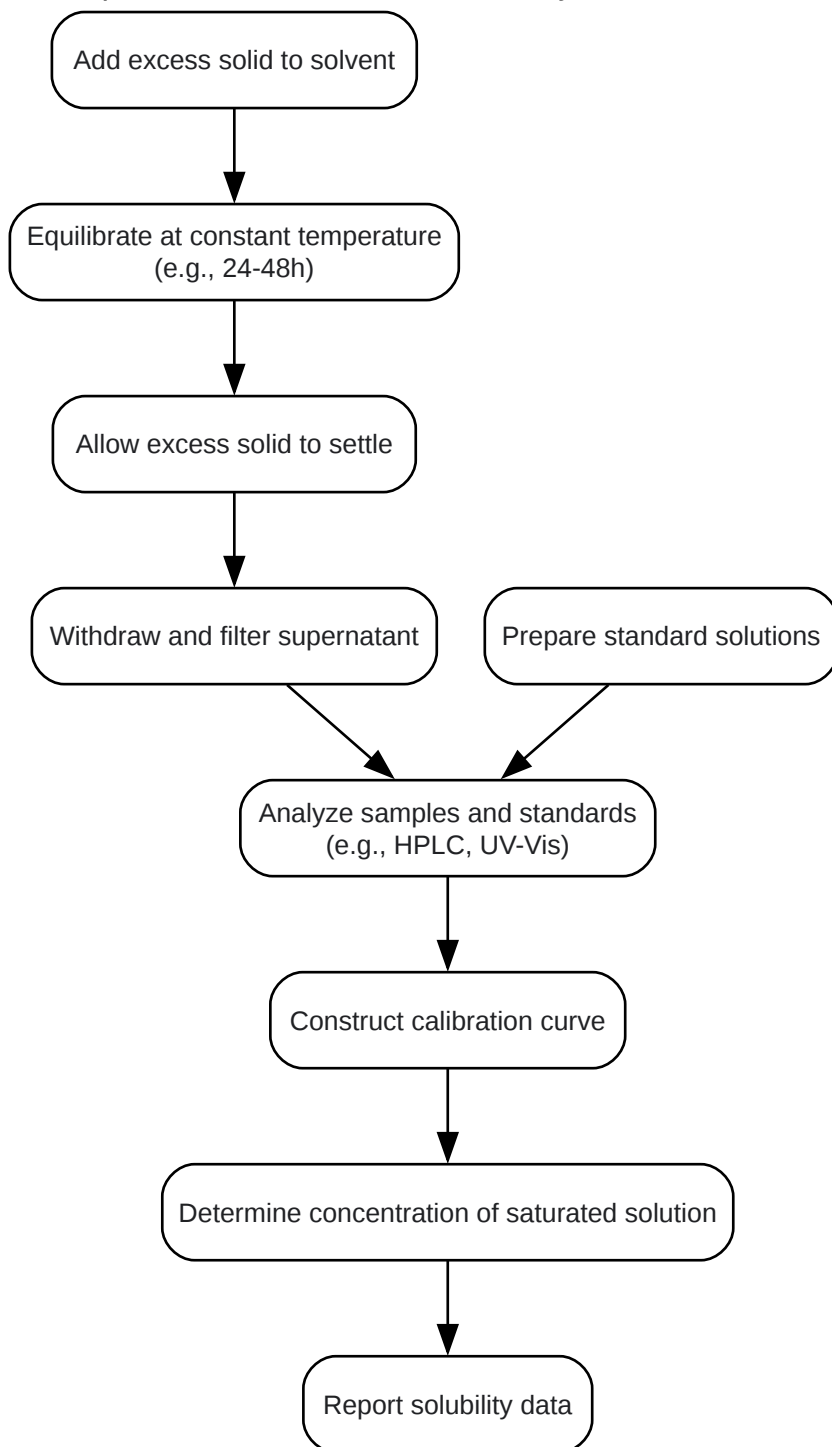 Add excess solid to solvent
Equilibrate at constant temperature
(e.g., 24-48h)
Allow excess solid to settle
Withdraw and filter supernatant
Prepare standard solutions
Analyze samples and standards
(e.g., HPLC, UV-Vis)
Construct calibration curve
Determine concentration of saturated solution
Report solubility data